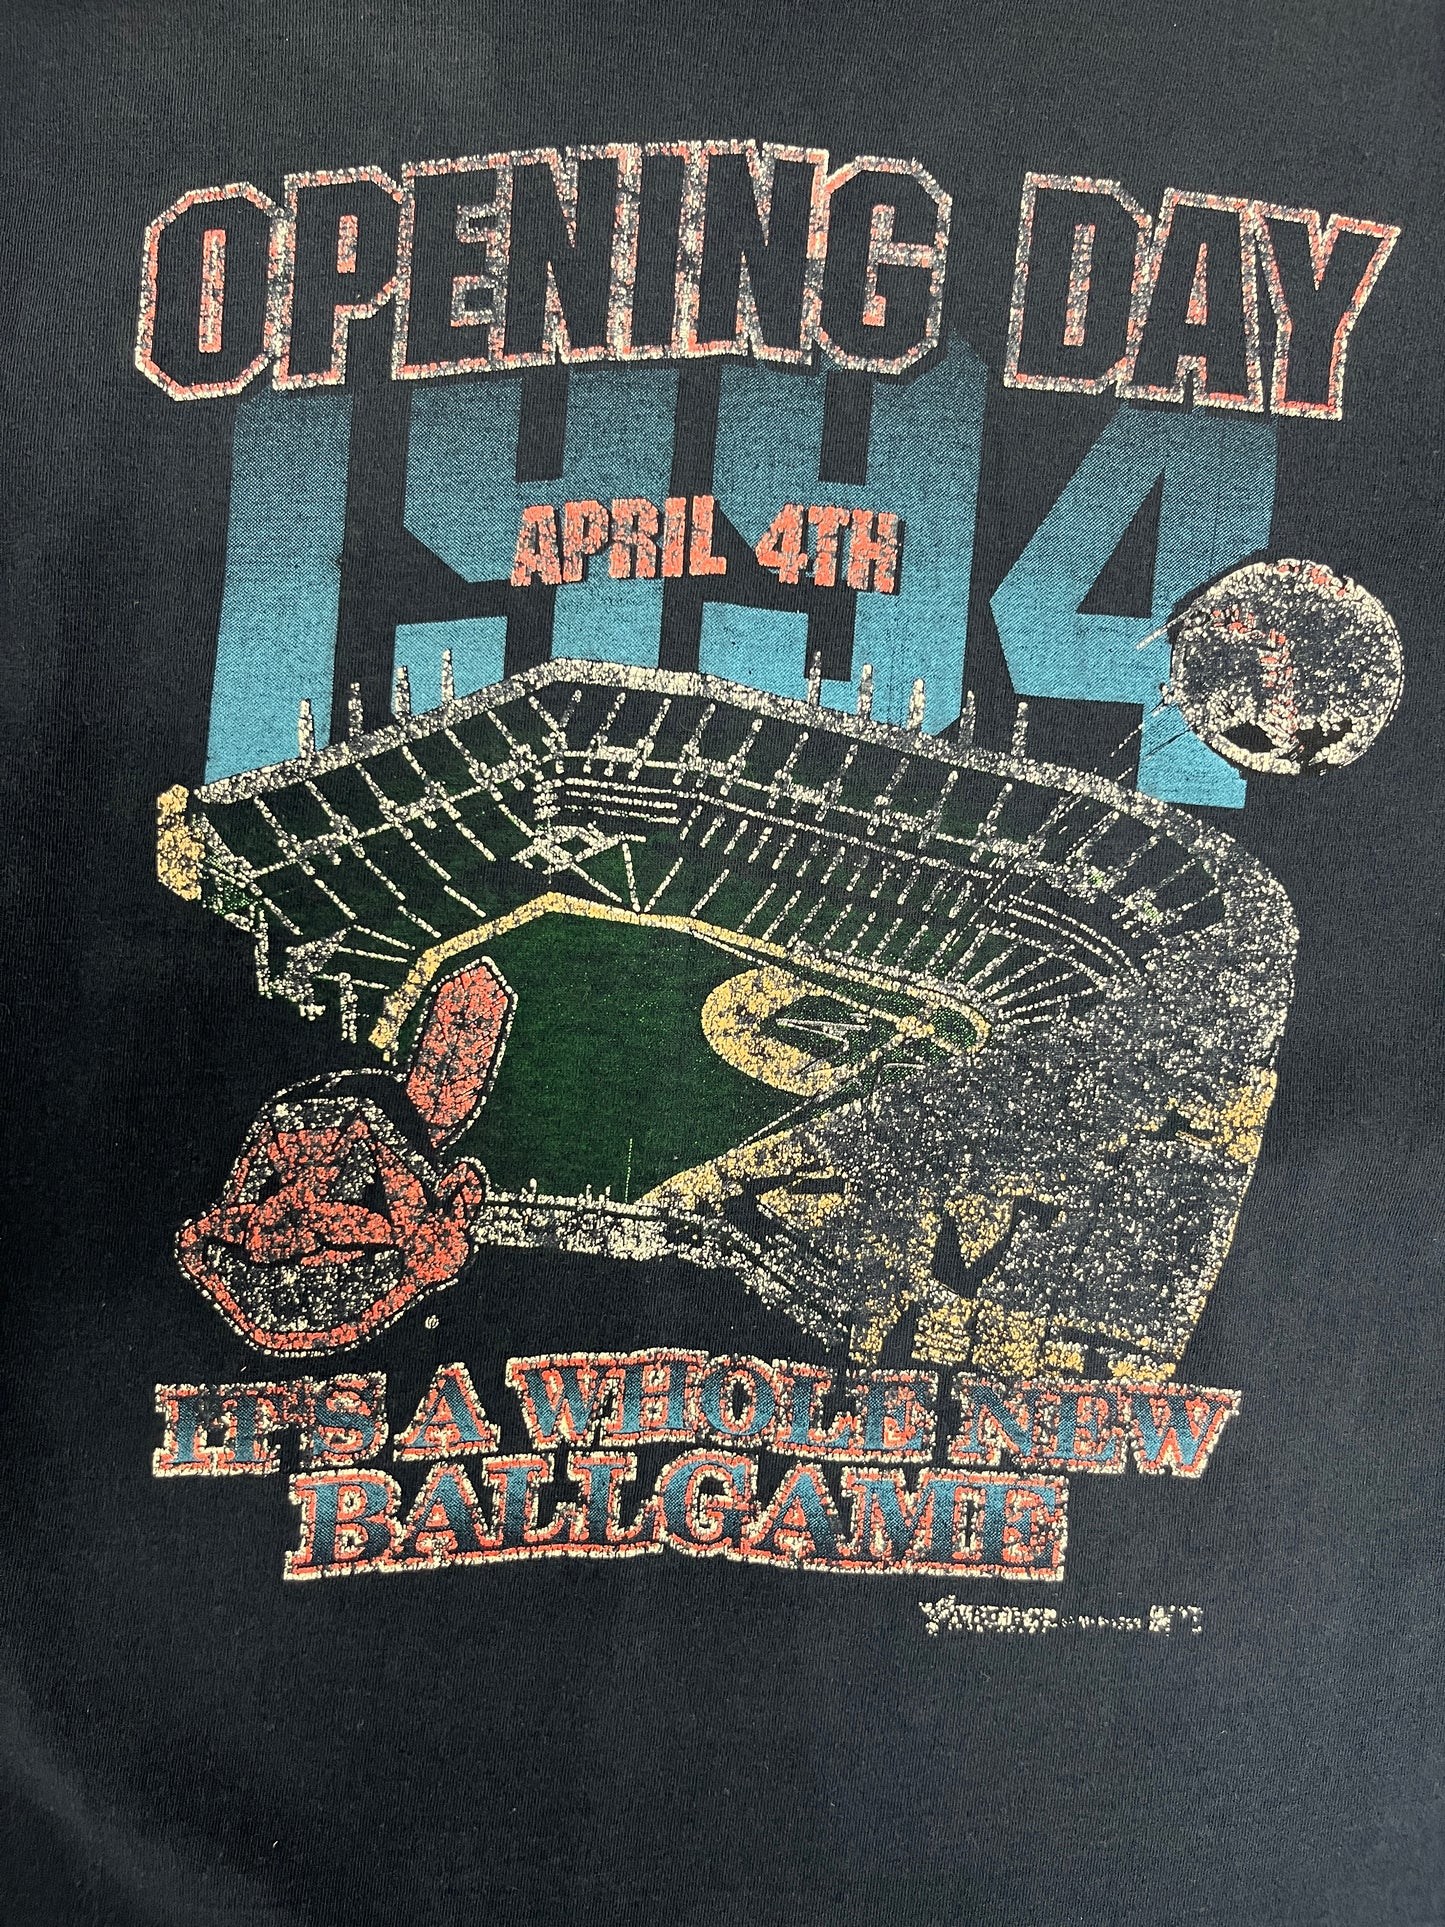 OPENING DAY
1994
APRIL 4TH
IT'S A WHOLE NEW
BALLGAME